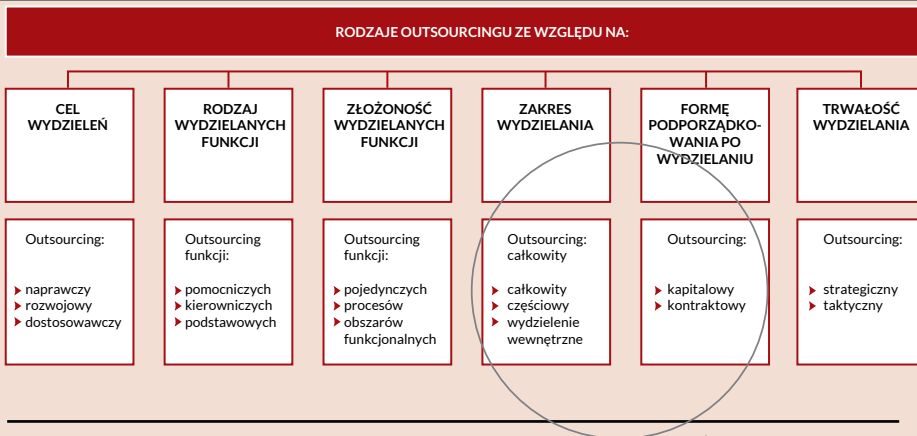 RODZAJE OUTSOURCINGU ZE WZGLĘDU NA:
CEL
WYDZIELEŃ
RODZAJ
WYDZIELANYCH
FUNKCJI
ZŁOŻONOŚĆ
WYDZIELANYCH
FUNKCJI
ZAKRES
WYDZIELANIA
FORMĘ
PODPORZĄDKO-
WANIA PO
WYDZIELANIU
TRWAŁOŚĆ
WYDZIELANIA
Outsourcing:
naprawczy
rozwojowy
dostosowawczy
Outsourcing
funkcji:
pomocniczych
kierowniczych
podstawowych
Outsourcing
funkcji:
pojedynczych
procesów
obszarów
funkcjonalnych
Outsourcing:
całkowity
całkowity
częściowy
wydzielenie
wewnętrzne
Outsourcing:
kapitalowy
kontraktowy
Outsourcing:
strategiczny
taktyczny